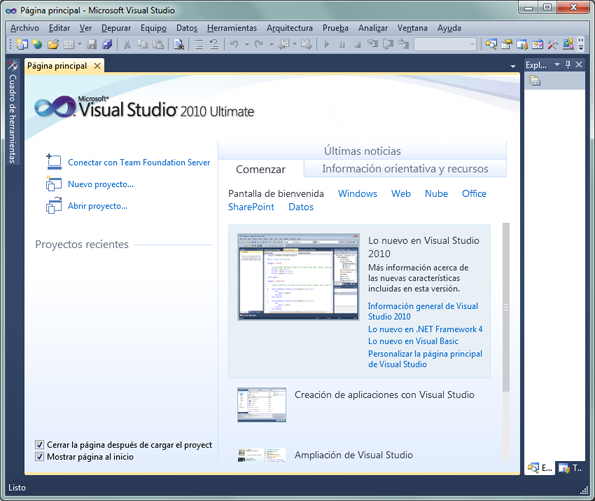 Página principal - Microsoft Visual Studio
Archivo Editar Ver Depurar Equipo Datos Herramientas Arquitectura Prueba Analizar Ventana Ayuda
Cuadro de herramientas
Página principal
Expl...
Microsoft
Visual Studio 2010 Ultimate
Conectar con Team Foundation Server
Nuevo proyecto...
Abrir proyecto...
Proyectos recientes
Cerrar la página después de cargar el proyect
Mostrar página al inicio
Últimas noticias
Comenzar
Información orientativa y recursos
Pantalla de bienvenida Windows Web Nube Office
SharePoint Datos
Lo nuevo en Visual Studio
2010
Más información acerca de
las nuevas características
incluidas en esta versión.
Información general de Visual
Studio 2010
Lo nuevo en .NET Framework 4
Lo nuevo en Visual Basic
Personalizar la página principal
de Visual Studio
Creación de aplicaciones con Visual Studio
Ampliación de Visual Studio
E... T...
Listo